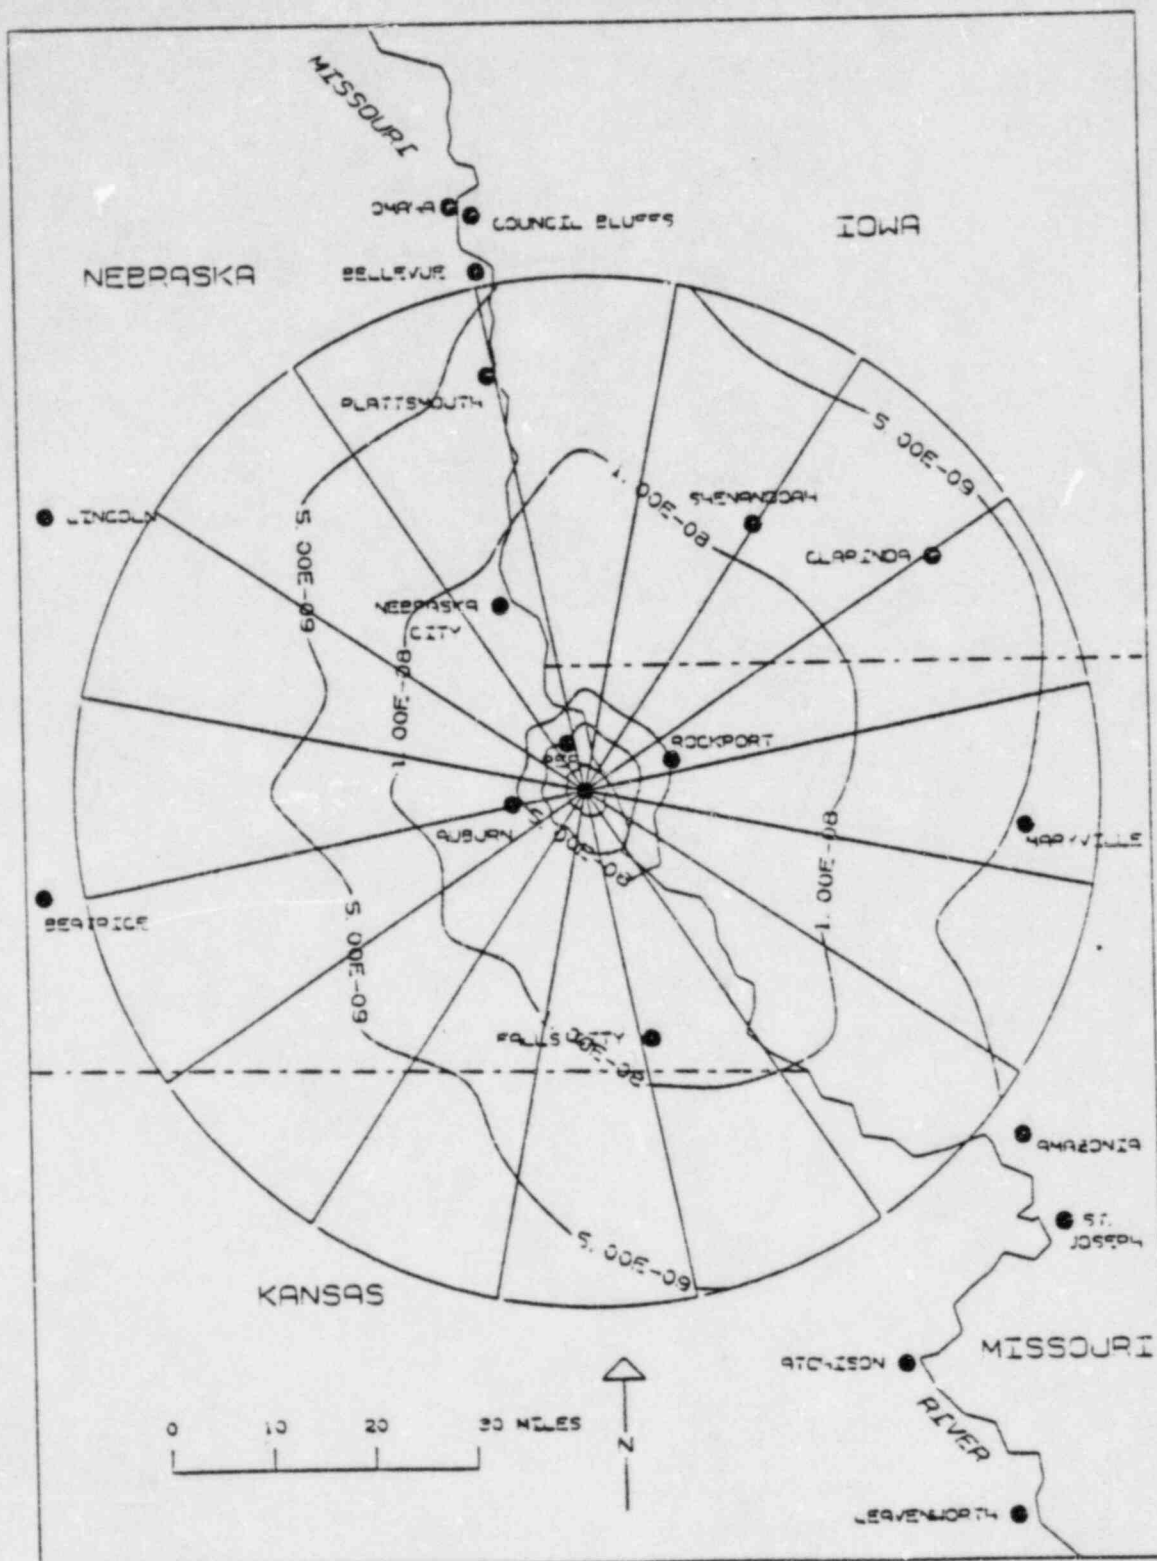 MISSOURI
OMAHA
COUNCIL BLUFFS
IOWA
NEBRASKA
BELLEVUE
PLATTSMOUTH
5.00E-09
1.00E-08
SHENANDOAH
LINCOLN
5.00E-09
CLARINDA
NEBRASKA
CITY
1.00E-08
ROCKPORT
AUBURN
MARYVILLE
1.00E-08
BEATRICE
5.00E-09
FALLS CITY
AMAZONIA
ST.
JOSEPH
5.00E-09
KANSAS
MISSOURI
ATCHISON
RIVER
0 10 20 30 MILES
N
LEAVENWORTH